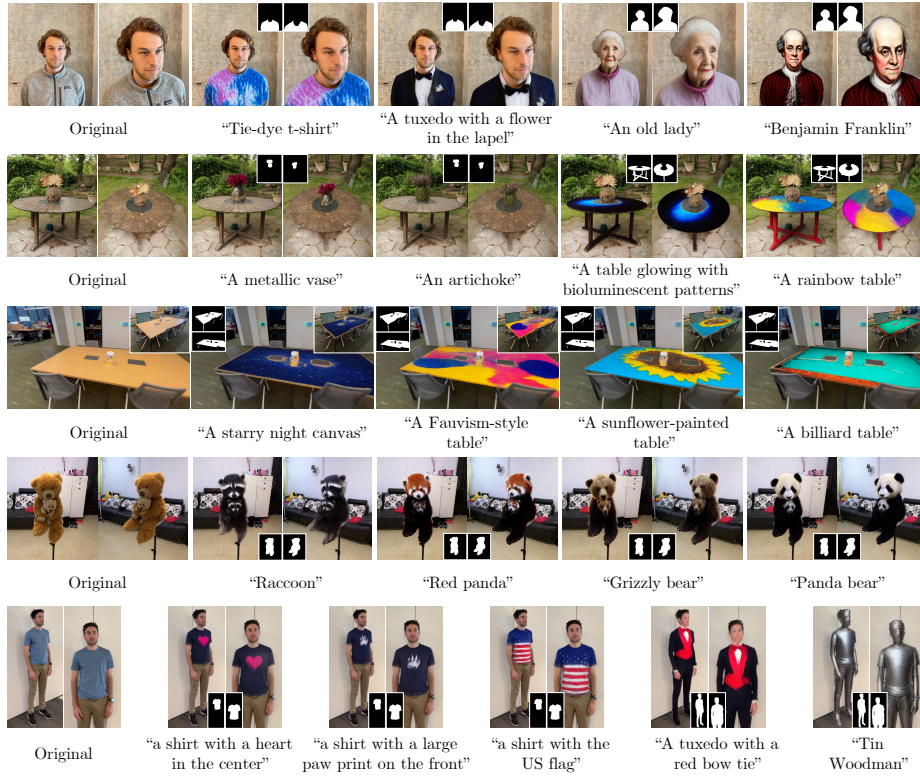 Original
“Tie-dye t-shirt”
“A tuxedo with a flower
in the lapel”
“An old lady”
“Benjamin Franklin”
Original
“A metallic vase”
“An artichoke”
“A table glowing with
bioluminescent patterns”
“A rainbow table”
Original
“A starry night canvas”
“A Fauvism-style
table”
“A sunflower-painted
table”
“A billiard table”
Original
“Raccoon”
“Red panda”
“Grizzly bear”
“Panda bear”
Original
“a shirt with a heart
in the center”
“a shirt with a large
paw print on the front”
“a shirt with the
US flag”
“A tuxedo with a
red bow tie”
“Tin
Woodman”